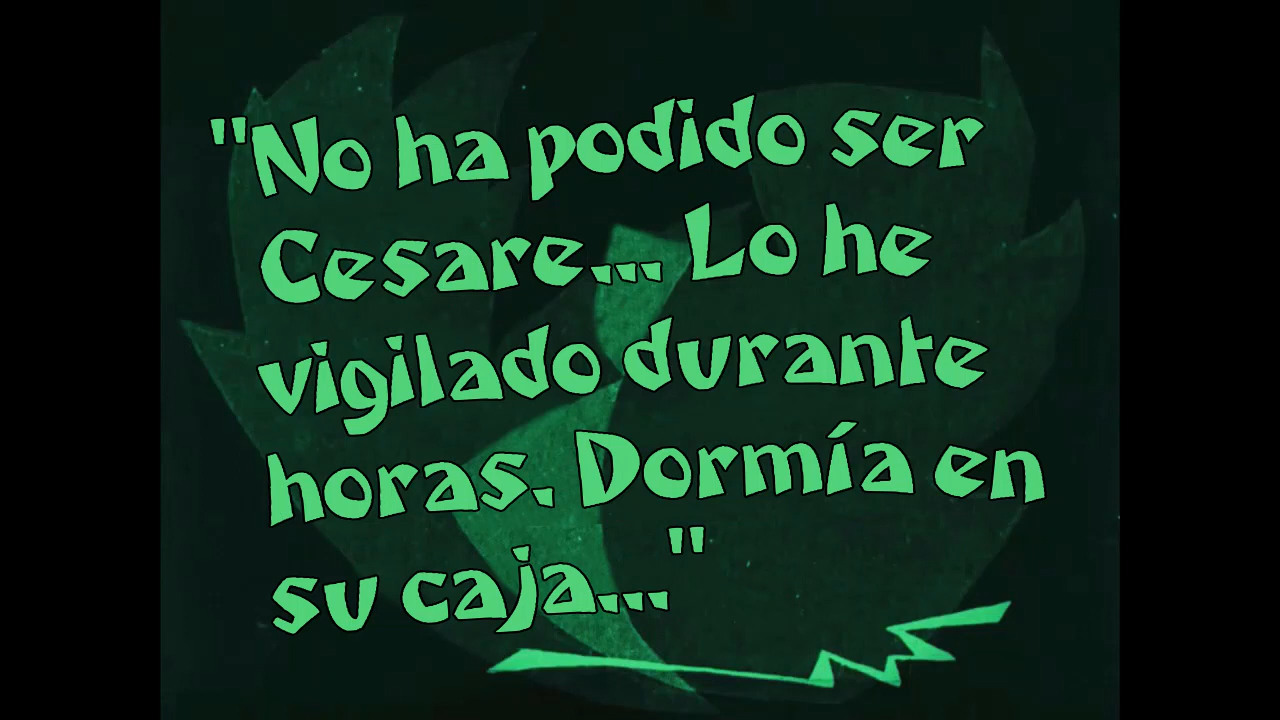 "No ha podido ser
Cesare... Lo he
vigilado durante
horas. Dormía en
su caja..."